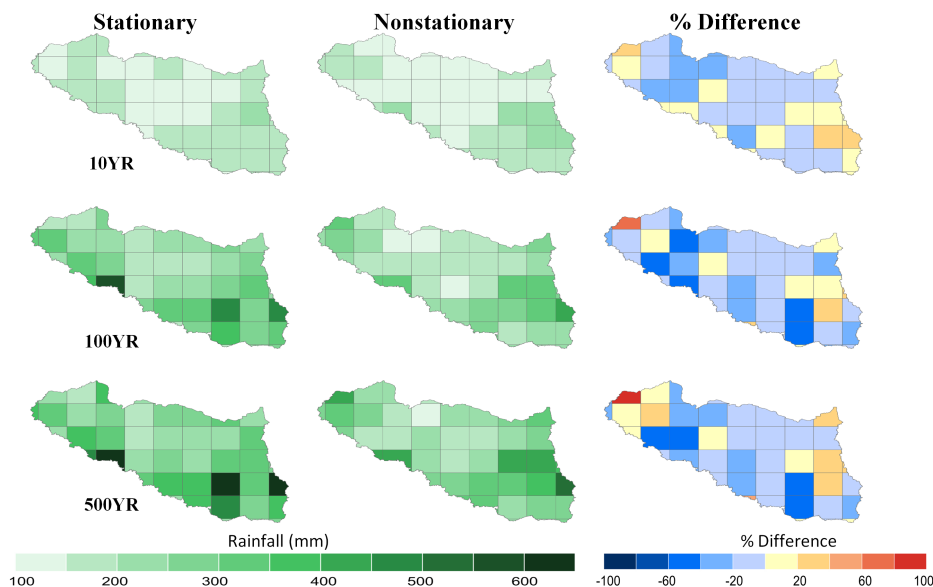 Stationary Nonstationary % Difference
10YR
100YR
500YR
Rainfall (mm) % Difference
100 200 300 400 500 600 -100 -60 -20 20 60 100